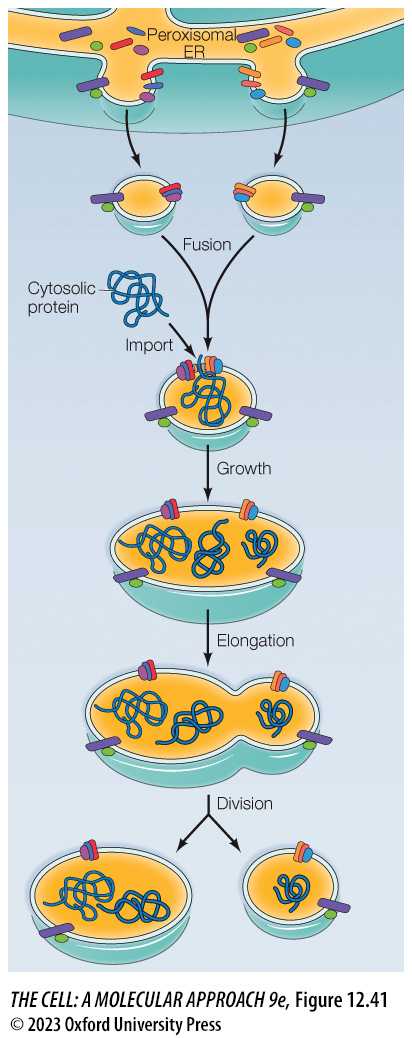 Peroxisomal
ER
Fusion
Cytosolic
protein
Import
Growth
Elongation
Division
THE CELL: A MOLECULAR APPROACH 9e, Figure 12.41
© 2023 Oxford University Press